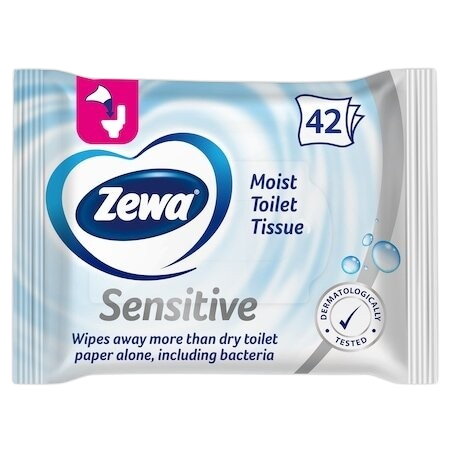 42
Zewa®
Moist
Toilet
Tissue
Sensitive
Wipes away more than dry toilet
paper alone, including bacteria
DERMATOLOGICALLY
TESTED